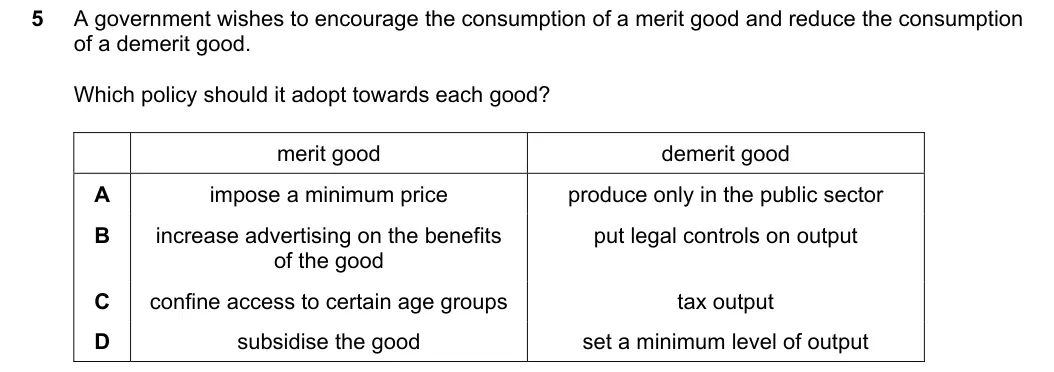 5 A government wishes to encourage the consumption of a merit good and reduce the consumption
of a demerit good.
Which policy should it adopt towards each good?
merit good demerit good
A impose a minimum price produce only in the public sector
B increase advertising on the benefits put legal controls on output
of the good
C confine access to certain age groups tax output
D subsidise the good set a minimum level of output